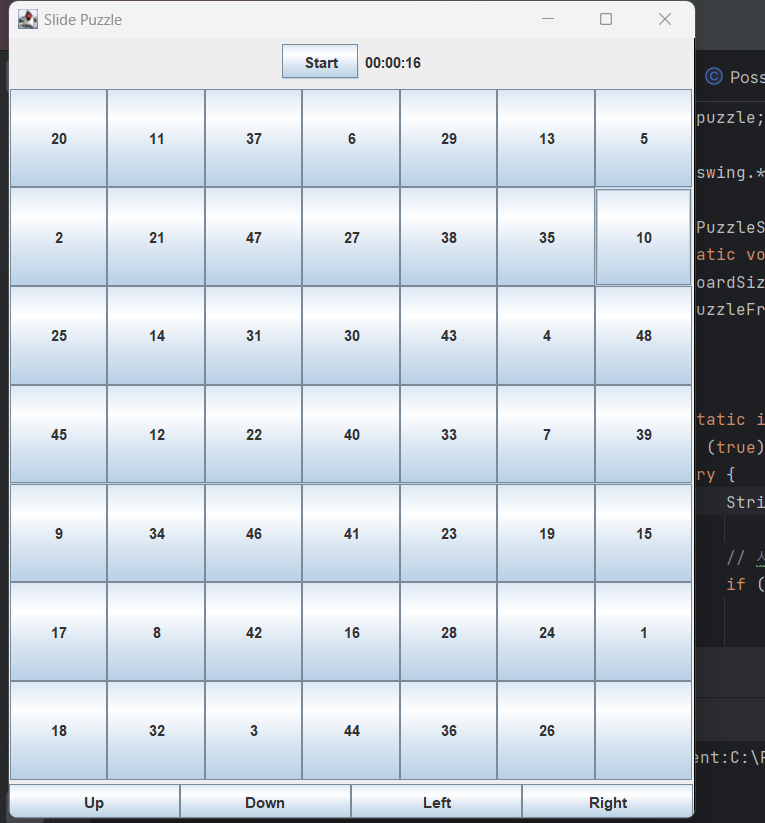 Slide Puzzle
Start 00:00:16
20 11 37 6 29 13 5
2 21 47 27 38 35 10
25 14 31 30 43 4 48
45 12 22 40 33 7 39
9 34 46 41 23 19 15
17 8 42 16 28 24 1
18 32 3 44 36 26
Up Down Left Right
C Poss
puzzle;
swing.*
PuzzleS
atic vo
oardSiz
uzzleFr
tatic i
(true)
ry {
Stri
//
if (
ent:C:\